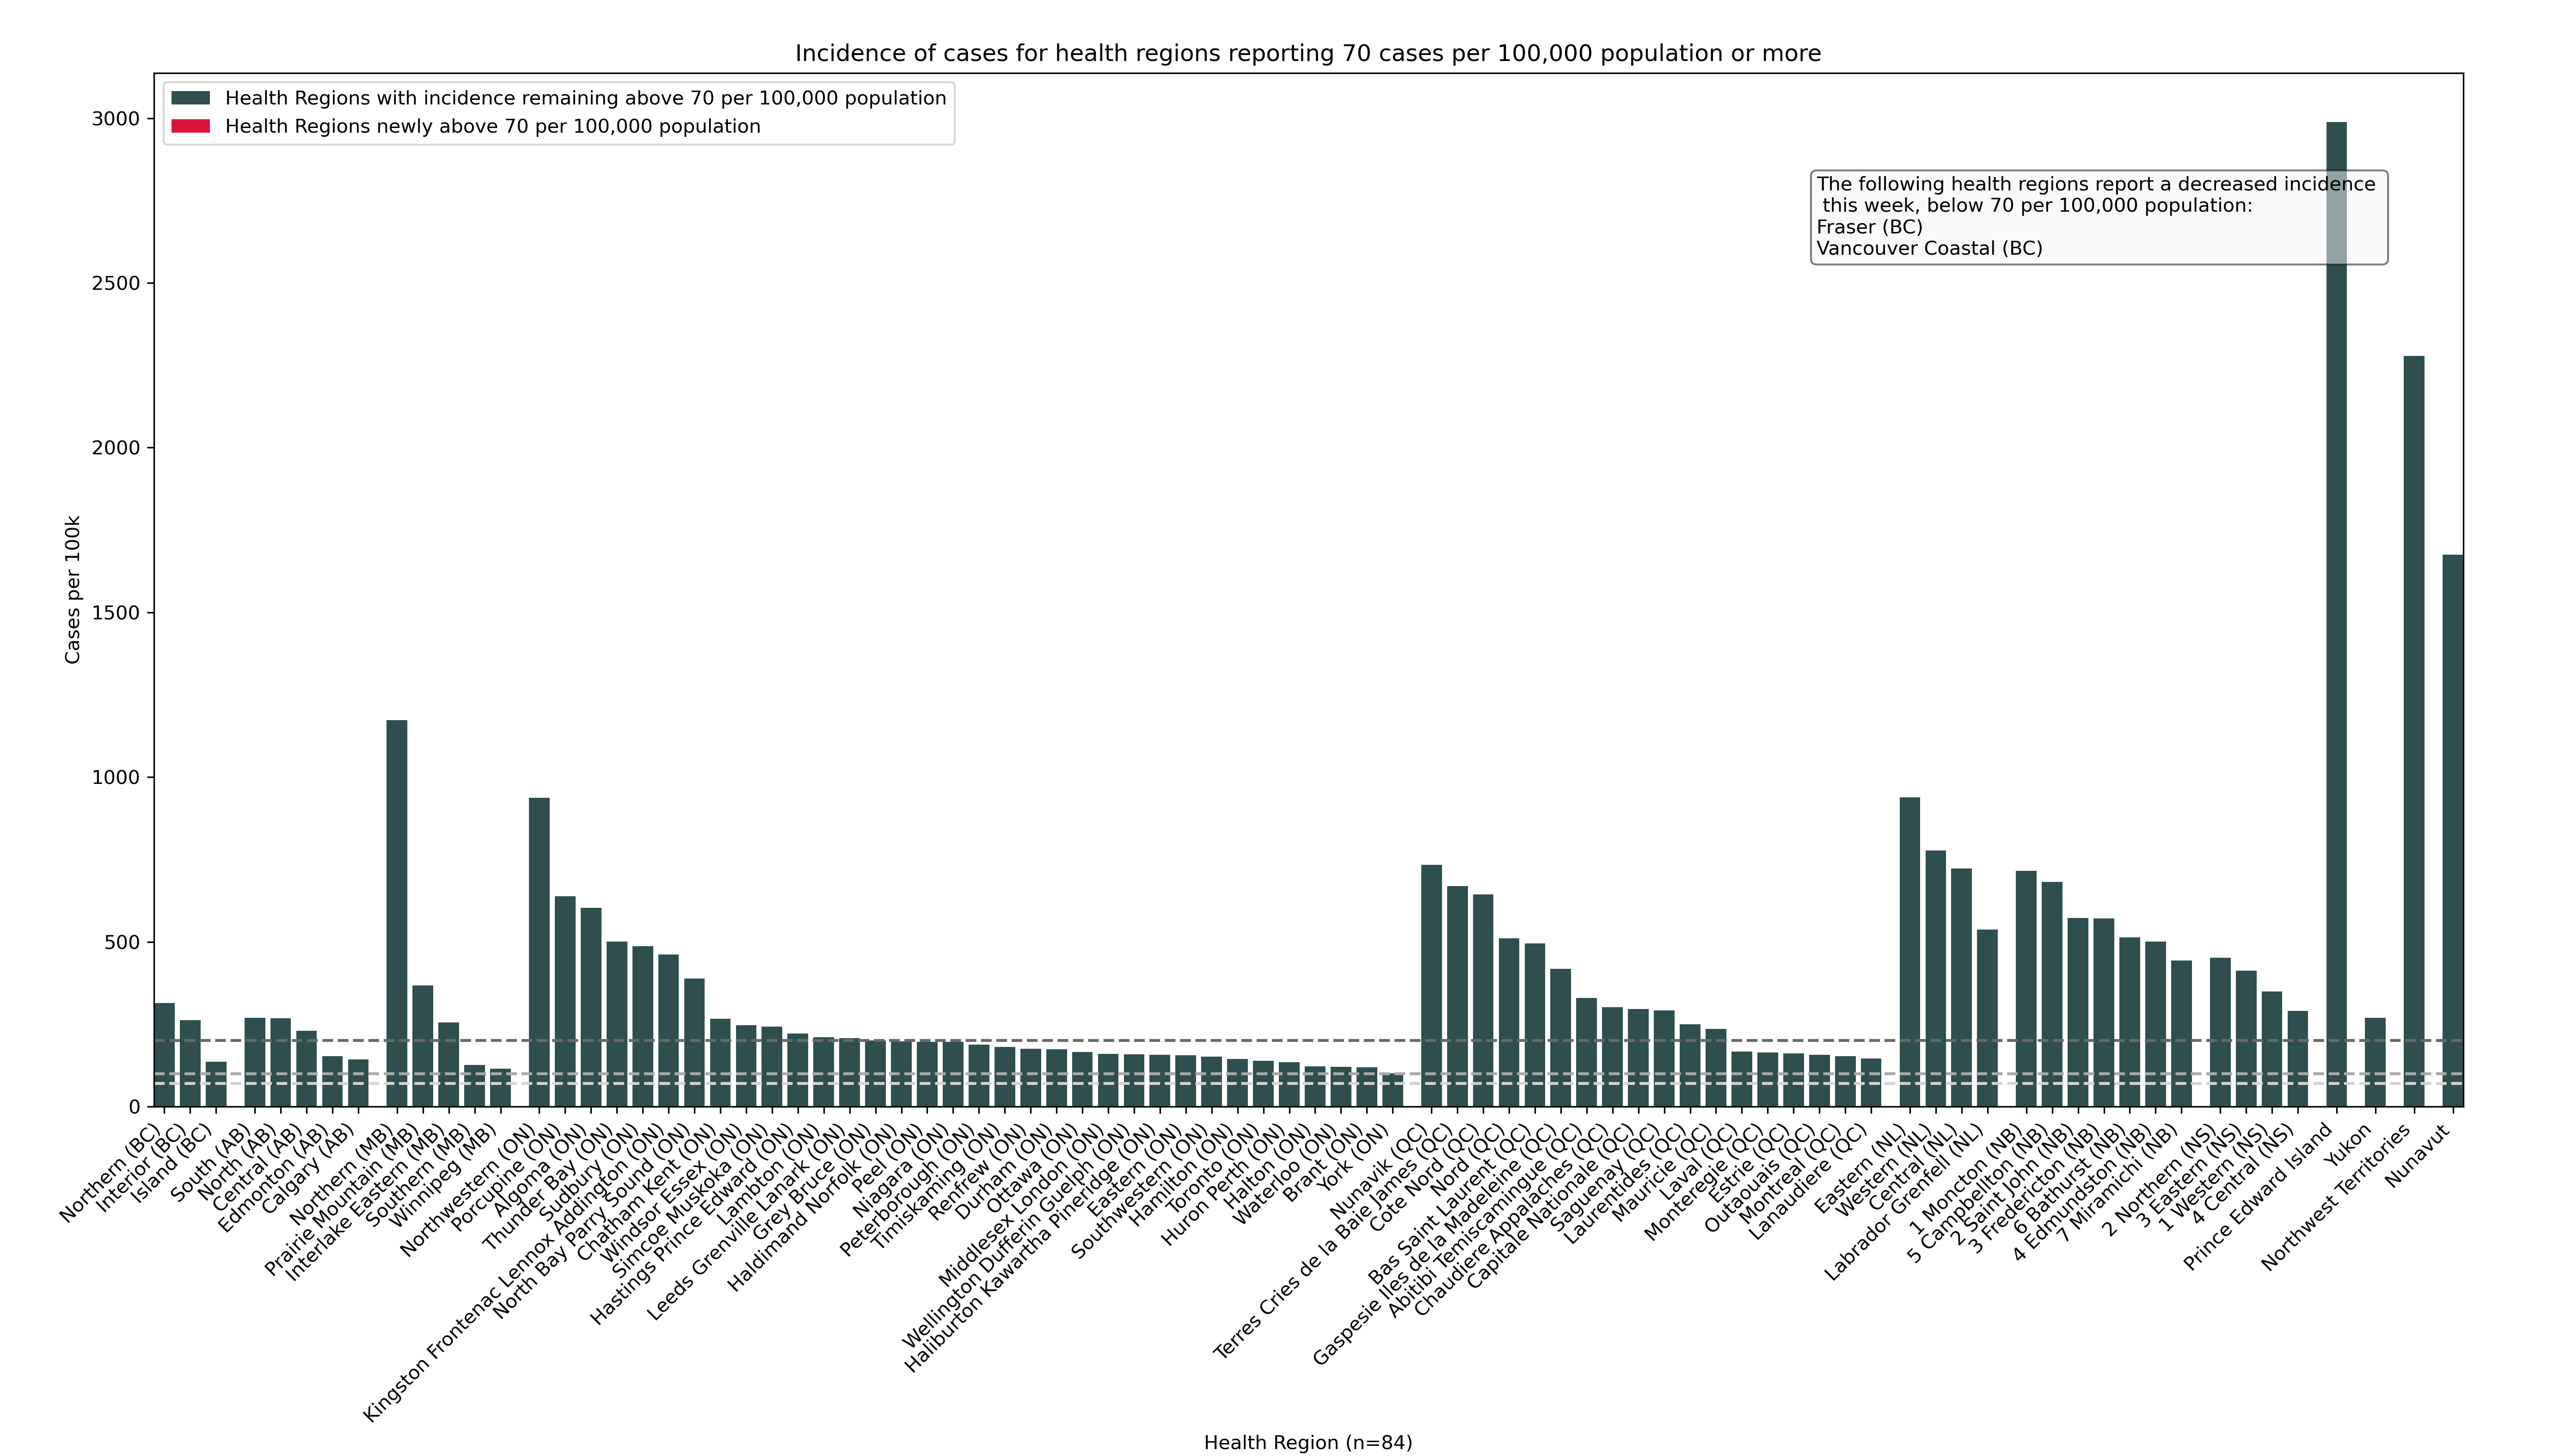 Incidence of cases for health regions reporting 70 cases per 100,000 population or more
Health Regions with incidence remaining above 70 per 100,000 population
Health Regions newly above 70 per 100,000 population
The following health regions report a decreased incidence
this week, below 70 per 100,000 population:
Fraser (BC)
Vancouver Coastal (BC)
Cases per 100k
3000
2500
2000
1500
1000
500
0
Northern (BC)
Interior (BC)
Island (BC)
South (AB)
North (AB)
Central (AB)
Edmonton (AB)
Calgary (AB)
Northern (MB)
Prairie Mountain (MB)
Interlake Eastern (MB)
Southern (MB)
Winnipeg (MB)
Northwestern (ON)
Porcupine (ON)
Algoma (ON)
Thunder Bay (ON)
Sudbury (ON)
Kingston Frontenac Lennox Addington (ON)
North Bay Parry Sound (ON)
Chatham Kent (ON)
Windsor Essex (ON)
Simcoe Muskoka (ON)
Hastings Prince Edward (ON)
Lambton (ON)
Leeds Grenville Lanark (ON)
Grey Bruce (ON)
Haldimand Norfolk (ON)
Peel (ON)
Niagara (ON)
Peterborough (ON)
Timiskaming (ON)
Renfrew (ON)
Durham (ON)
Ottawa (ON)
Middlesex London (ON)
Wellington Dufferin Guelph (ON)
Haliburton Kawartha Pineridge (ON)
Eastern (ON)
Southwestern (ON)
Hamilton (ON)
Toronto (ON)
Huron Perth (ON)
Halton (ON)
Waterloo (ON)
Brant (ON)
York (ON)
Nunavik (QC)
Terres Cries de la Baie James (QC)
Cote Nord (QC)
Nord (QC)
Bas Saint Laurent (QC)
Gaspesie Iles de la Madeleine (QC)
Abitibi Temiscamingue (QC)
Chaudiere Appalaches (QC)
Capitale Nationale (QC)
Saguenay (QC)
Laurentides (QC)
Mauricie (QC)
Laval (QC)
Monteregie (QC)
Estrie (QC)
Outaouais (QC)
Montreal (QC)
Lanaudiere (QC)
Eastern (NL)
Western (NL)
Central (NL)
Labrador Grenfell (NL)
1 Moncton (NB)
5 Campbellton (NB)
2 Saint John (NB)
3 Fredericton (NB)
6 Bathurst (NB)
4 Edmundston (NB)
7 Miramichi (NB)
2 Northern (NS)
3 Eastern (NS)
1 Western (NS)
4 Central (NS)
Prince Edward Island
Yukon
Northwest Territories
Nunavut
Health Region (n=84)